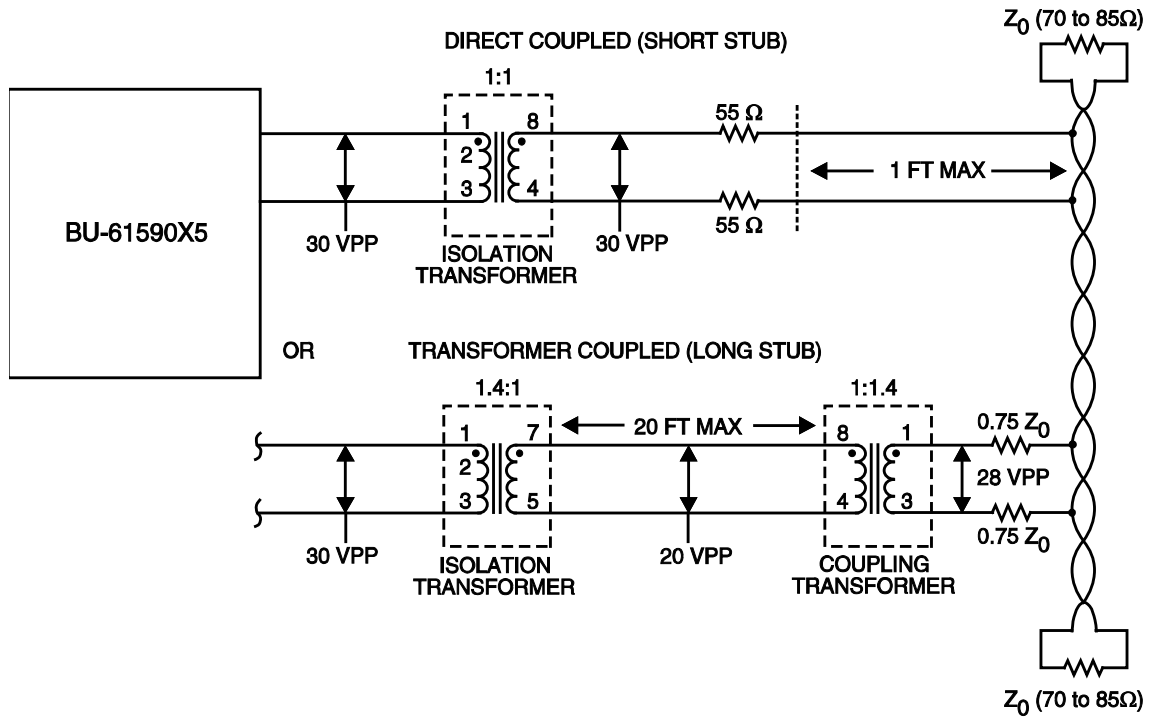 Z0 (70 to 85Ω)
DIRECT COUPLED (SHORT STUB)
1:1
55 Ω
1 8
2
3 4
1 FT MAX
BU-61590X5
55 Ω
30 VPP
30 VPP
ISOLATION
TRANSFORMER
OR
TRANSFORMER COUPLED (LONG STUB)
1.4:1
1:1.4
20 FT MAX
0.75 Z0
1 7
8 1
2
28 VPP
3 5
4 3
0.75 Z0
30 VPP
20 VPP
ISOLATION
TRANSFORMER
COUPLING
TRANSFORMER
Z0 (70 to 85Ω)